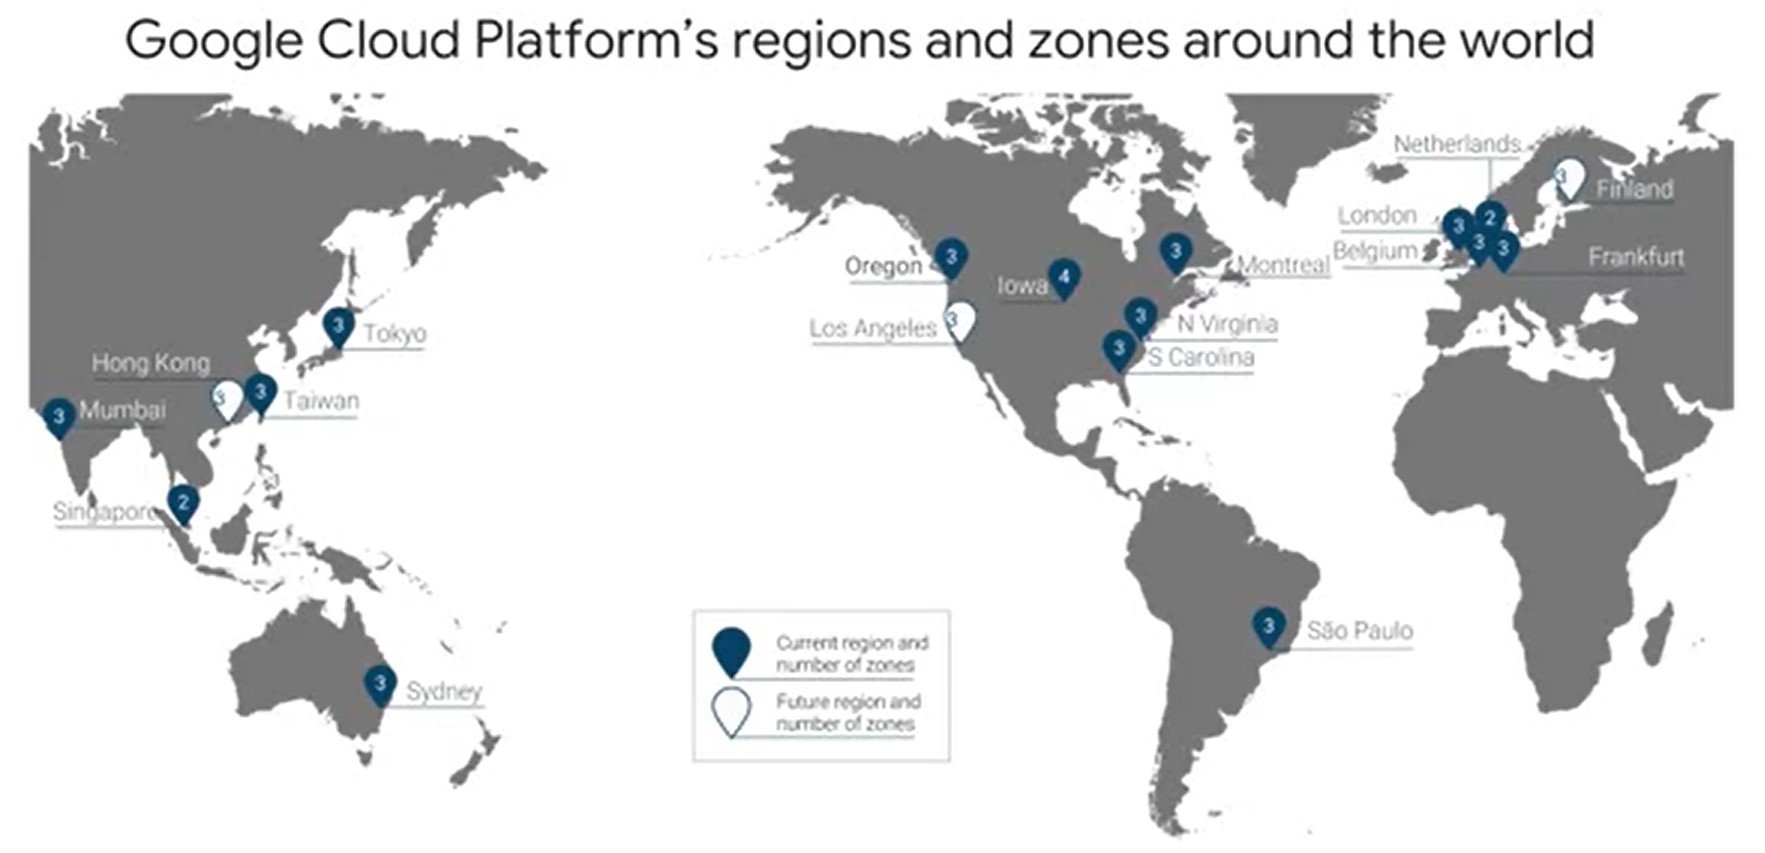 Google Cloud Platform's regions and zones around the world
Netherlands
3
Finland
London
3
2
Belgium
3
3
Frankfurt
Oregon
3
Iowa
4
3
Montreal
Los Angeles
3
3
N Virginia
3
S Carolina
3
Tokyo
Hong Kong
3
3
Taiwan
3
Mumbai
Singapore
2
3
Sydney
3
São Paulo
Current region and
number of zones
Future region and
number of zones